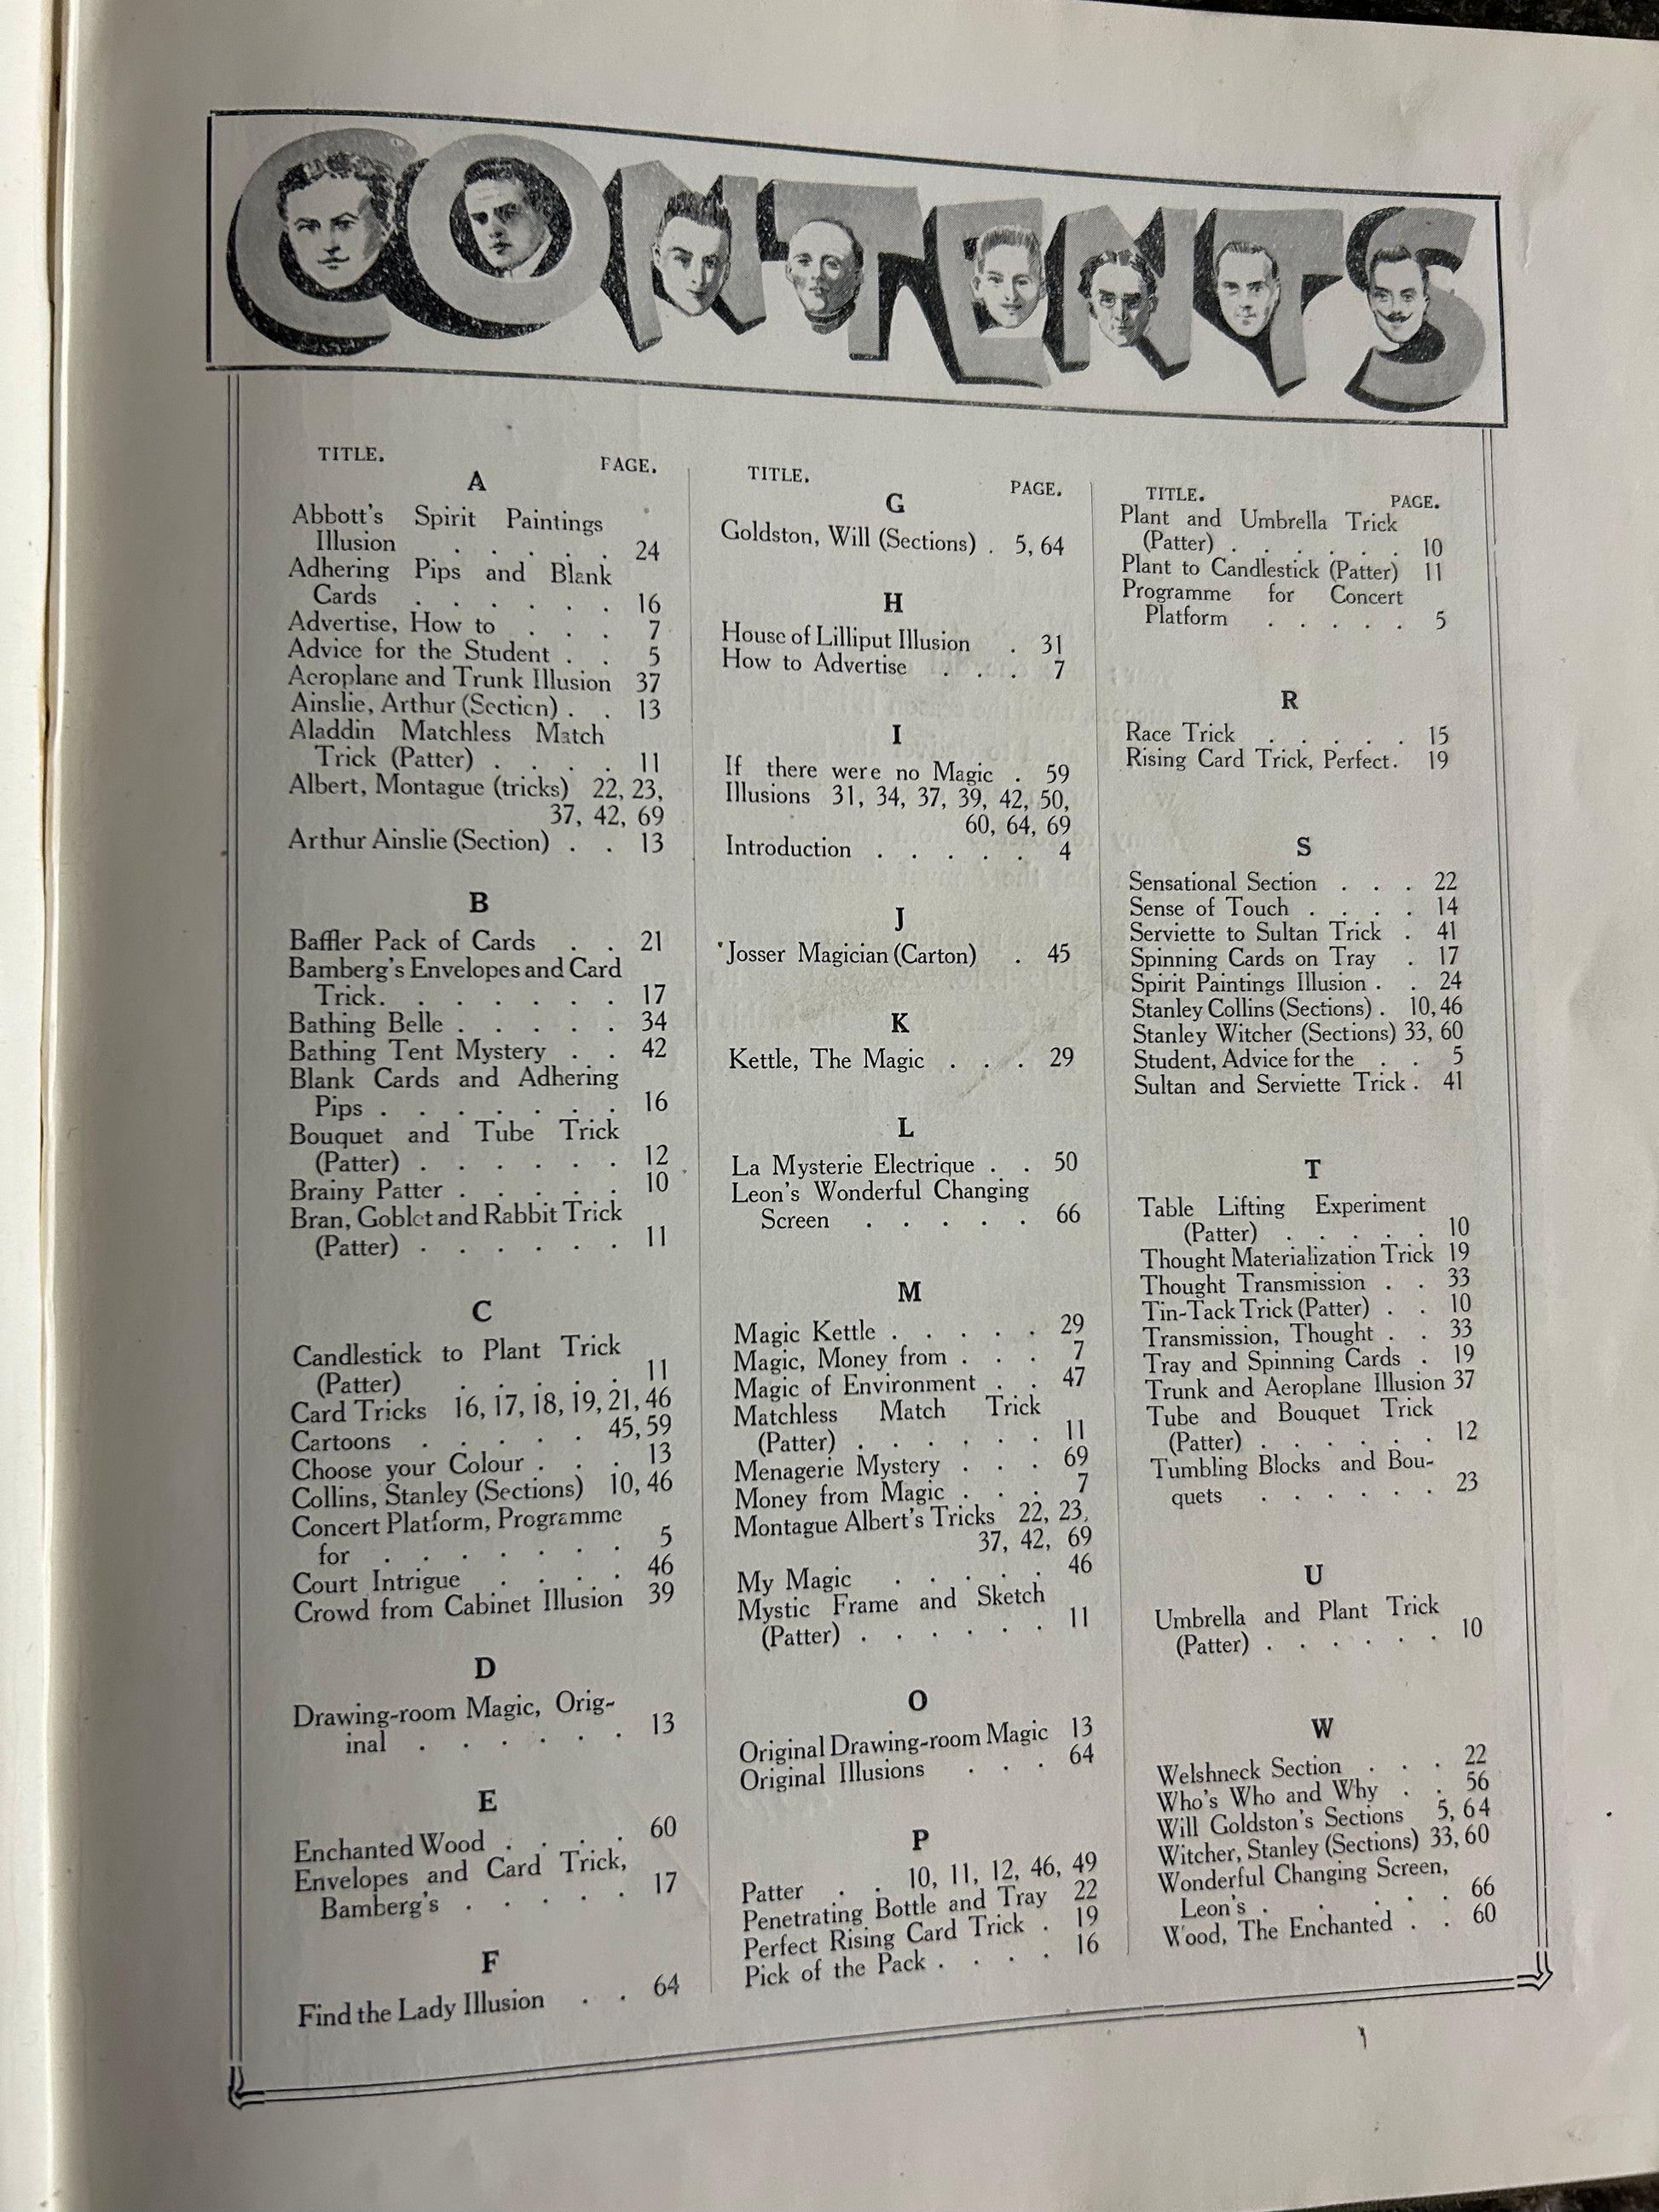 CONTENTS
TITLE. PAGE.
A
Abbott's Spirit Paintings
Illusion . . . . . 24
Adhering Pips and Blank
Cards . . . . . . 16
Advertise, How to . . . 7
Advice for the Student . . 5
Aeroplane and Trunk Illusion 37
Ainslie, Arthur (Section) . . 13
Aladdin Matchless Match
Trick (Patter) . . . . 11
Albert, Montague (tricks) 22, 23,
37, 42, 69
Arthur Ainslie (Section) . . 13
B
Baffler Pack of Cards . . 21
Bamberg's Envelopes and Card
Trick. . . . . . . 17
Bathing Belle . . . . . 34
Bathing Tent Mystery . . 42
Blank Cards and Adhering
Pips . . . . . . . 16
Bouquet and Tube Trick
(Patter) . . . . . . 12
Brainy Patter . . . . . 10
Bran, Goblet and Rabbit Trick
(Patter) . . . . . . 11
C
Candlestick to Plant Trick
(Patter) . . . . . 11
Card Tricks 16, 17, 18, 19, 21, 46
Cartoons . . . . . 45, 59
Choose your Colour . . . 13
Collins, Stanley (Sections) 10, 46
Concert Platform, Programme
for . . . . . . . 5
Court Intrigue . . . . 46
Crowd from Cabinet Illusion 39
D
Drawing-room Magic, Orig-
inal . . . . . . 13
E
Enchanted Wood . . . . 60
Envelopes and Card Trick,
Bamberg's . . . . . 17
F
Find the Lady Illusion . . 64
TITLE. PAGE.
G
Goldston, Will (Sections) . 5, 64
H
House of Lilliput Illusion . 31
How to Advertise . . . 7
I
If there were no Magic . 59
Illusions 31, 34, 37, 39, 42, 50,
60, 64, 69
Introduction . . . . . 4
J
Josser Magician (Carton) . 45
K
Kettle, The Magic . . . 29
L
La Mysterie Electrique . . 50
Leon's Wonderful Changing
Screen . . . . . 66
M
Magic Kettle . . . . . 29
Magic, Money from . . . 7
Magic of Environment . . 47
Matchless Match Trick
(Patter) . . . . . . 11
Menagerie Mystery . . . 69
Money from Magic . . . 7
Montague Albert's Tricks 22, 23,
37, 42, 69
My Magic . . . . . 46
Mystic Frame and Sketch
(Patter) . . . . . . 11
O
Original Drawing-room Magic 13
Original Illusions . . . 64
P
Patter . . 10, 11, 12, 46, 49
Penetrating Bottle and Tray 22
Perfect Rising Card Trick . 19
Pick of the Pack . . . . 16
TITLE. PAGE.
Plant and Umbrella Trick
(Patter) . . . . . . 10
Plant to Candlestick (Patter) 11
Programme for Concert
Platform . . . . . 5
R
Race Trick . . . . . 15
Rising Card Trick, Perfect. 19
S
Sensational Section . . . 22
Sense of Touch . . . . 14
Serviette to Sultan Trick . 41
Spinning Cards on Tray . 17
Spirit Paintings Illusion . . 24
Stanley Collins (Sections) . 10, 46
Stanley Witcher (Sections) 33, 60
Student, Advice for the . . 5
Sultan and Serviette Trick . 41
T
Table Lifting Experiment
(Patter) . . . . . 10
Thought Materialization Trick 19
Thought Transmission . . 33
Tin-Tack Trick (Patter) . . 10
Transmission, Thought . . 33
Tray and Spinning Cards . 19
Trunk and Aeroplane Illusion 37
Tube and Bouquet Trick
(Patter) . . . . . . 12
Tumbling Blocks and Bou-
quets . . . . . . 23
U
Umbrella and Plant Trick
(Patter) . . . . . . 10
W
Welshneck Section . . . 22
Who's Who and Why . . 56
Will Goldston's Sections 5, 64
Witcher, Stanley (Sections) 33, 60
Wonderful Changing Screen,
Leon's . . . . . 66
Wood, The Enchanted . . 60